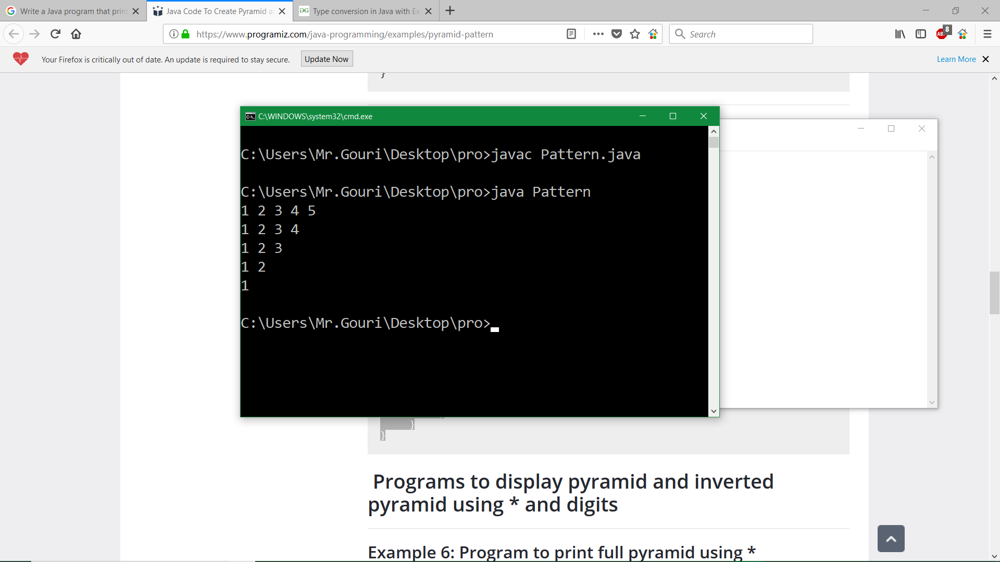 Write a Java program that print
Java Code To Create Pyramid a
Type conversion in Java with Ex
https://www.programiz.com/java-programming/examples/pyramid-pattern
Search
8
ABP
Your Firefox is critically out of date. An update is required to stay secure.
Update Now
Learn More
}
C:\WINDOWS\system32\cmd.exe
C:\Users\Mr.Gouri\Desktop\pro>javac Pattern.java
C:\Users\Mr.Gouri\Desktop\pro>java Pattern
1 2 3 4 5
1 2 3 4
1 2 3
1 2
1
C:\Users\Mr.Gouri\Desktop\pro>
}
}
Programs to display pyramid and inverted
pyramid using * and digits
Example 6: Program to print full pyramid using *